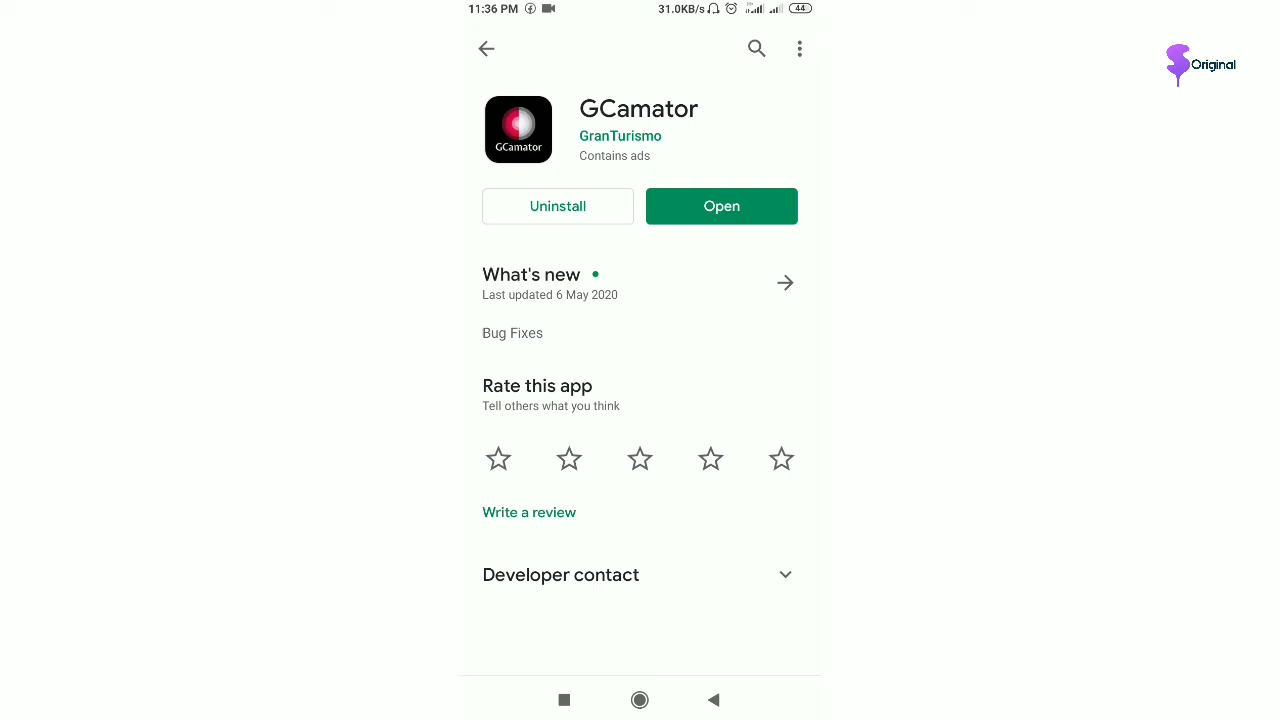 11:36 PM 31.0KB/s 44
Original
GCamator
GCamator
GranTurismo
Contains ads
Uninstall Open
What's new
Last updated 6 May 2020
Bug Fixes
Rate this app
Tell others what you think
Write a review
Developer contact